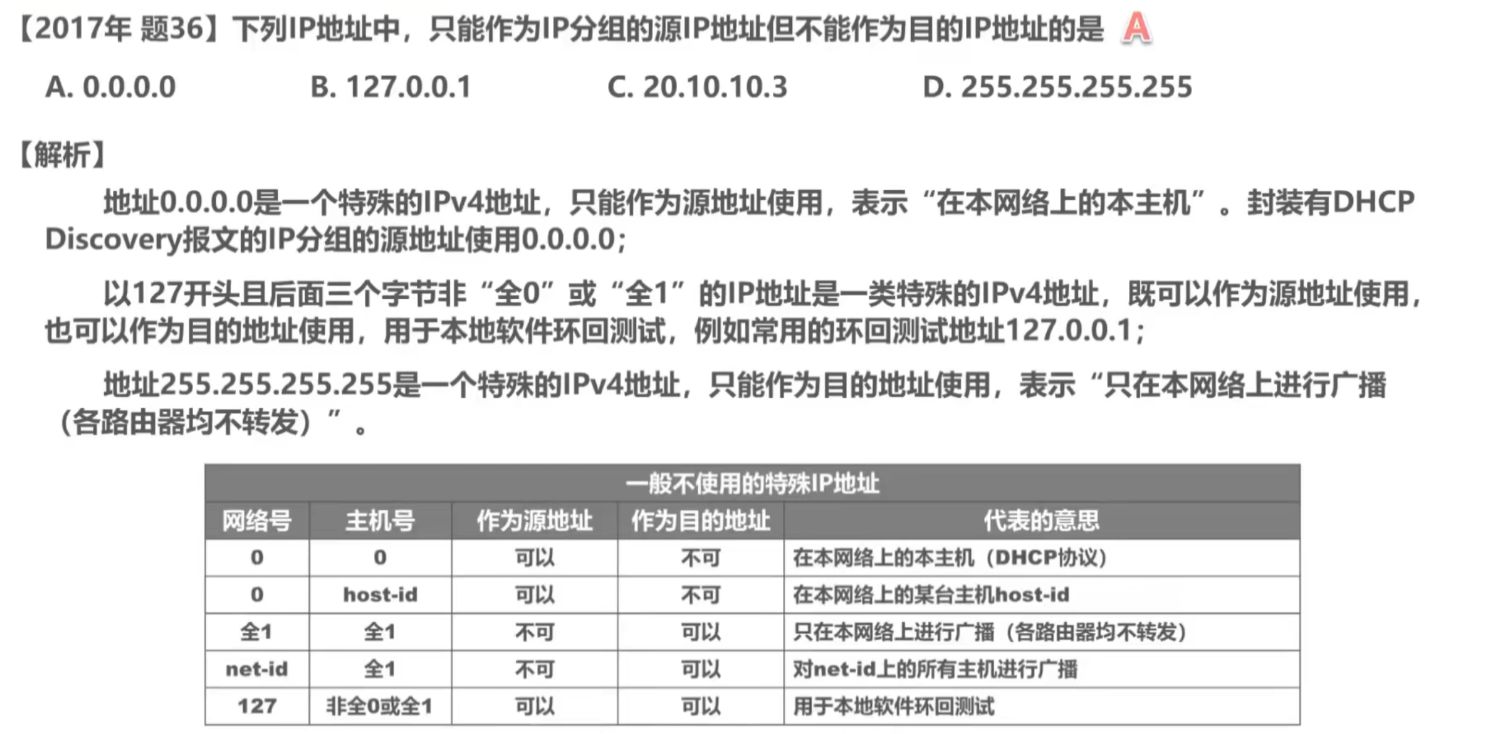 【2017年 题36】下列IP地址中，只能作为IP分组的源IP地址但不能作为目的IP地址的是 A
A. 0.0.0.0 B. 127.0.0.1 C. 20.10.10.3 D. 255.255.255.255
【解析】
地址0.0.0.0是一个特殊的IPv4地址，只能作为源地址使用，表示“在本网络上的本主机”。封装有DHCP
Discovery报文的IP分组的源地址使用0.0.0.0；
以127开头且后面三个字节非“全0”或“全1”的IP地址是一类特殊的IPv4地址，既可以作为源地址使用，
也可以作为目的地址使用，用于本地软件环回测试，例如常用的环回测试地址127.0.0.1；
地址255.255.255.255是一个特殊的IPv4地址，只能作为目的地址使用，表示“只在本网络上进行广播
（各路由器均不转发）”。
一般不使用的特殊IP地址
网络号 主机号 作为源地址 作为目的地址 代表的意思
0 0 可以 不可 在本网络上的本主机（DHCP协议）
0 host-id 可以 不可 在本网络上的某台主机host-id
全1 全1 不可 可以 只在本网络上进行广播（各路由器均不转发）
net-id 全1 不可 可以 对net-id上的所有主机进行广播
127 非全0或全1 可以 可以 用于本地软件环回测试